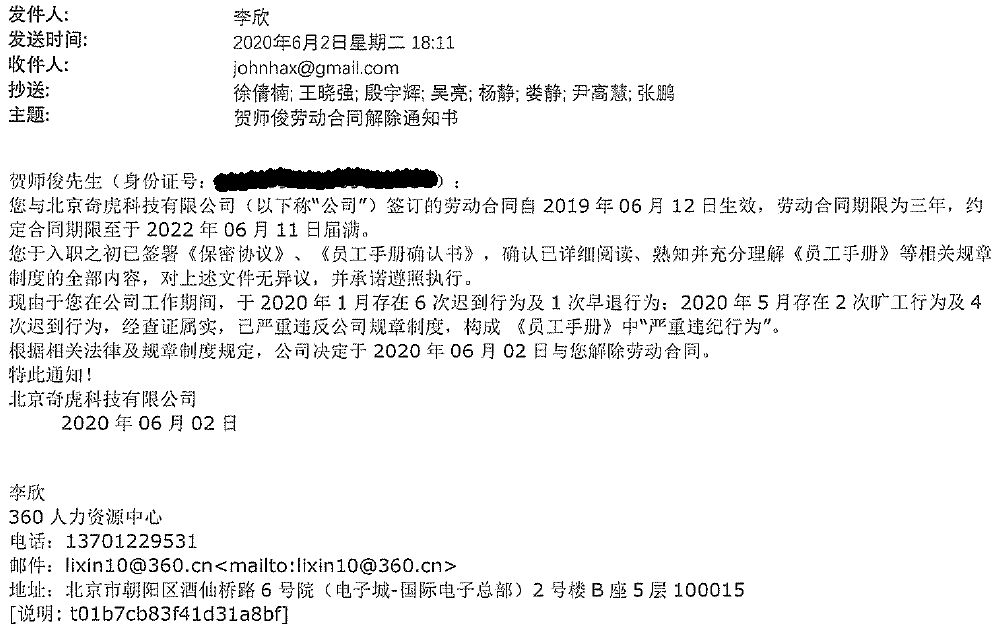 发件人: 李欣
发送时间: 2020年6月2日星期二 18:11
收件人: johnhax@gmail.com
抄送: 徐倩楠; 王晓强; 殷宇辉; 吴亮; 杨静; 娄静; 尹高慧; 张鹏
主题: 贺师俊劳动合同解除通知书
贺师俊先生（身份证号：）：
您与北京奇虎科技有限公司（以下称“公司”）签订的劳动合同自 2019 年 06 月 12 日生效，劳动合同期限为三年，约
定合同期限至于 2022 年 06 月 11 日届满。
您于入职之初已签署《保密协议》、《员工手册确认书》，确认已详细阅读、熟知并充分理解《员工手册》等相关规章
制度的全部内容，对上述文件无异议，并承诺遵照执行。
现由于您在公司工作期间，于 2020 年 1 月存在 6 次迟到行为及 1 次早退行为；2020 年 5 月存在 2 次旷工行为及 4
次迟到行为，经查证属实，已严重违反公司规章制度，构成 《员工手册》中“严重违纪行为”。
根据相关法律及规章制度规定，公司决定于 2020 年 06 月 02 日与您解除劳动合同。
特此通知！
北京奇虎科技有限公司
2020 年 06 月 02 日
李欣
360 人力资源中心
电话：13701229531
邮件：lixin10@360.cn<mailto:lixin10@360.cn>
地址：北京市朝阳区酒仙桥路 6 号院（电子城-国际电子总部）2 号楼 B 座 5 层 100015
[说明: t01b7cb83f41d31a8bf]